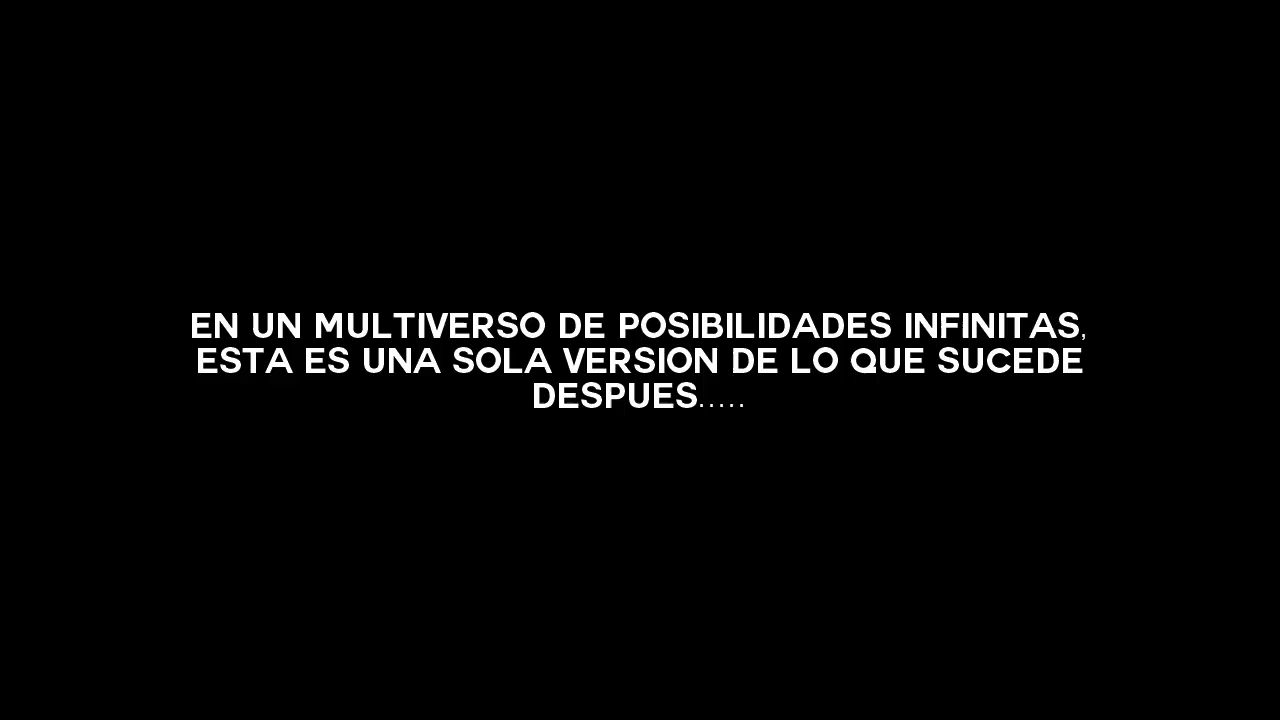 EN UN MULTIVERSO DE POSIBILIDADES INFINITAS,
ESTA ES UNA SOLA VERSION DE LO QUE SUCEDE
DESPUES.....